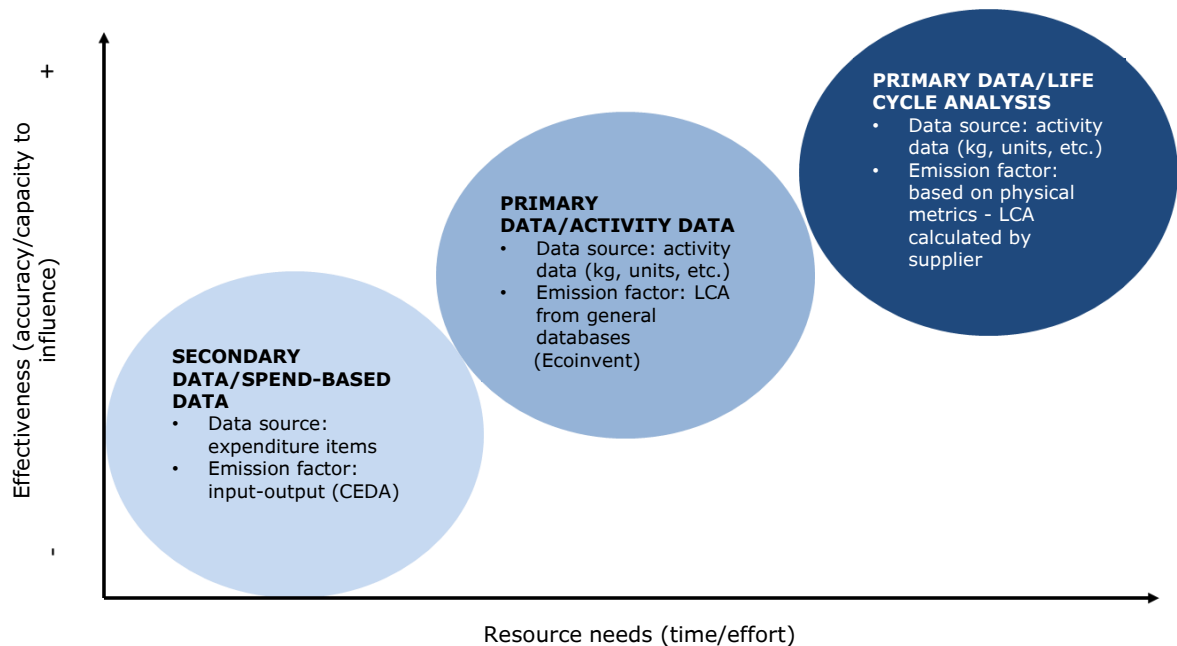 +
Effectiveness (accuracy/capacity to
influence)
-
PRIMARY DATA/LIFE
CYCLE ANALYSIS
• Data source: activity
data (kg, units, etc.)
• Emission factor:
based on physical
metrics - LCA
calculated by
supplier
PRIMARY
DATA/ACTIVITY DATA
• Data source: activity
data (kg, units, etc.)
• Emission factor: LCA
from general
databases
(Ecoinvent)
SECONDARY
DATA/SPEND-BASED
DATA
• Data source:
expenditure items
• Emission factor:
input-output (CEDA)
Resource needs (time/effort)